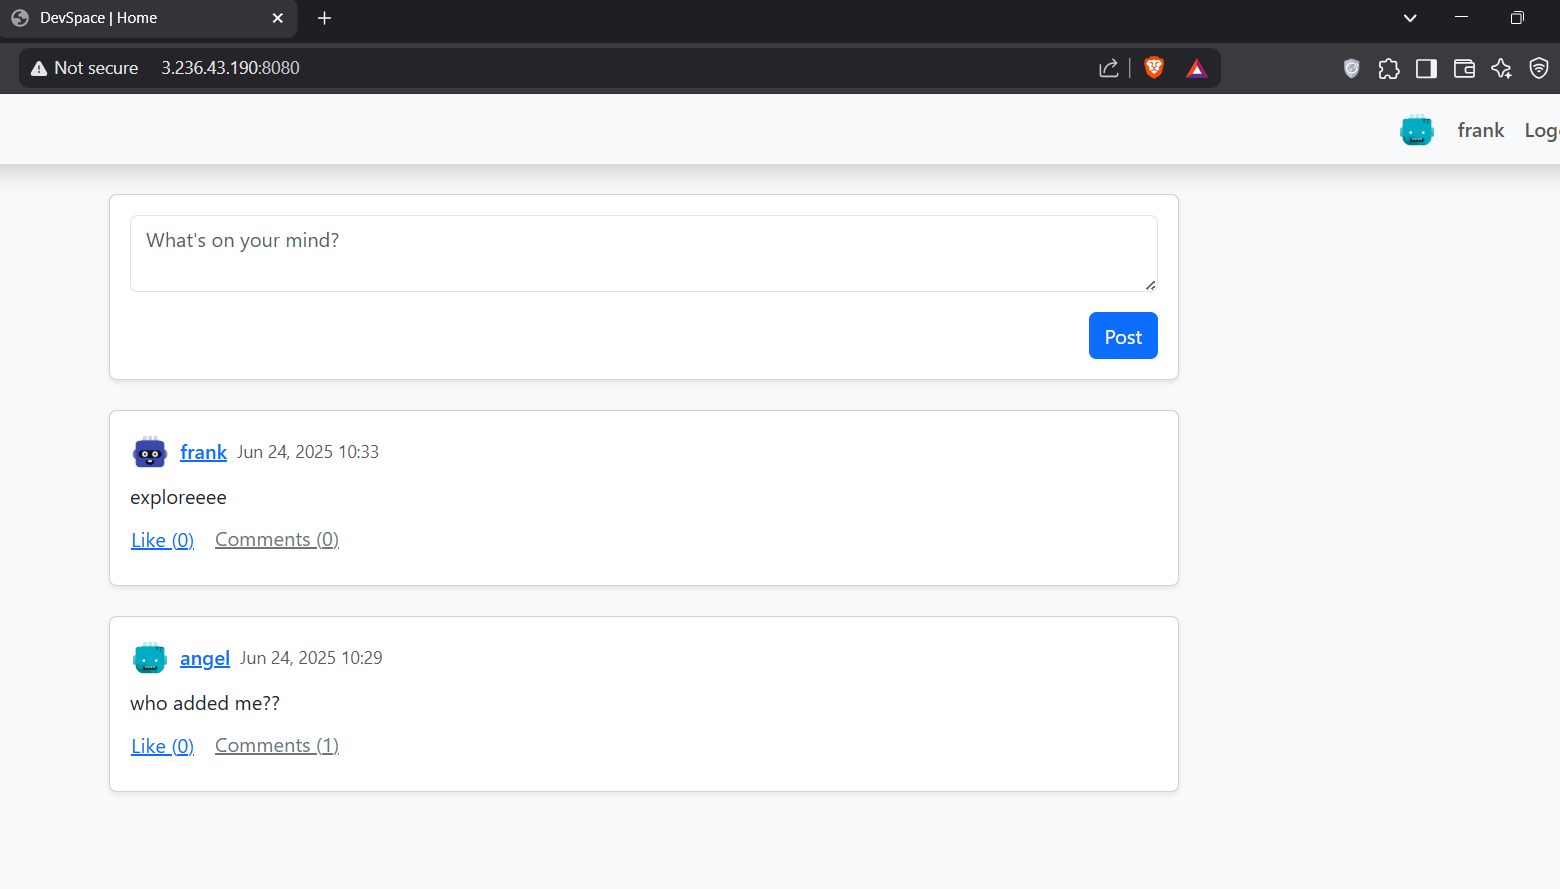 DevSpace | Home
Not secure 3.236.43.190:8080
frank
What's on your mind?
Post
frank Jun 24, 2025 10:33
exploreeee
Like (0) Comments (0)
angel Jun 24, 2025 10:29
who added me??
Like (0) Comments (1)